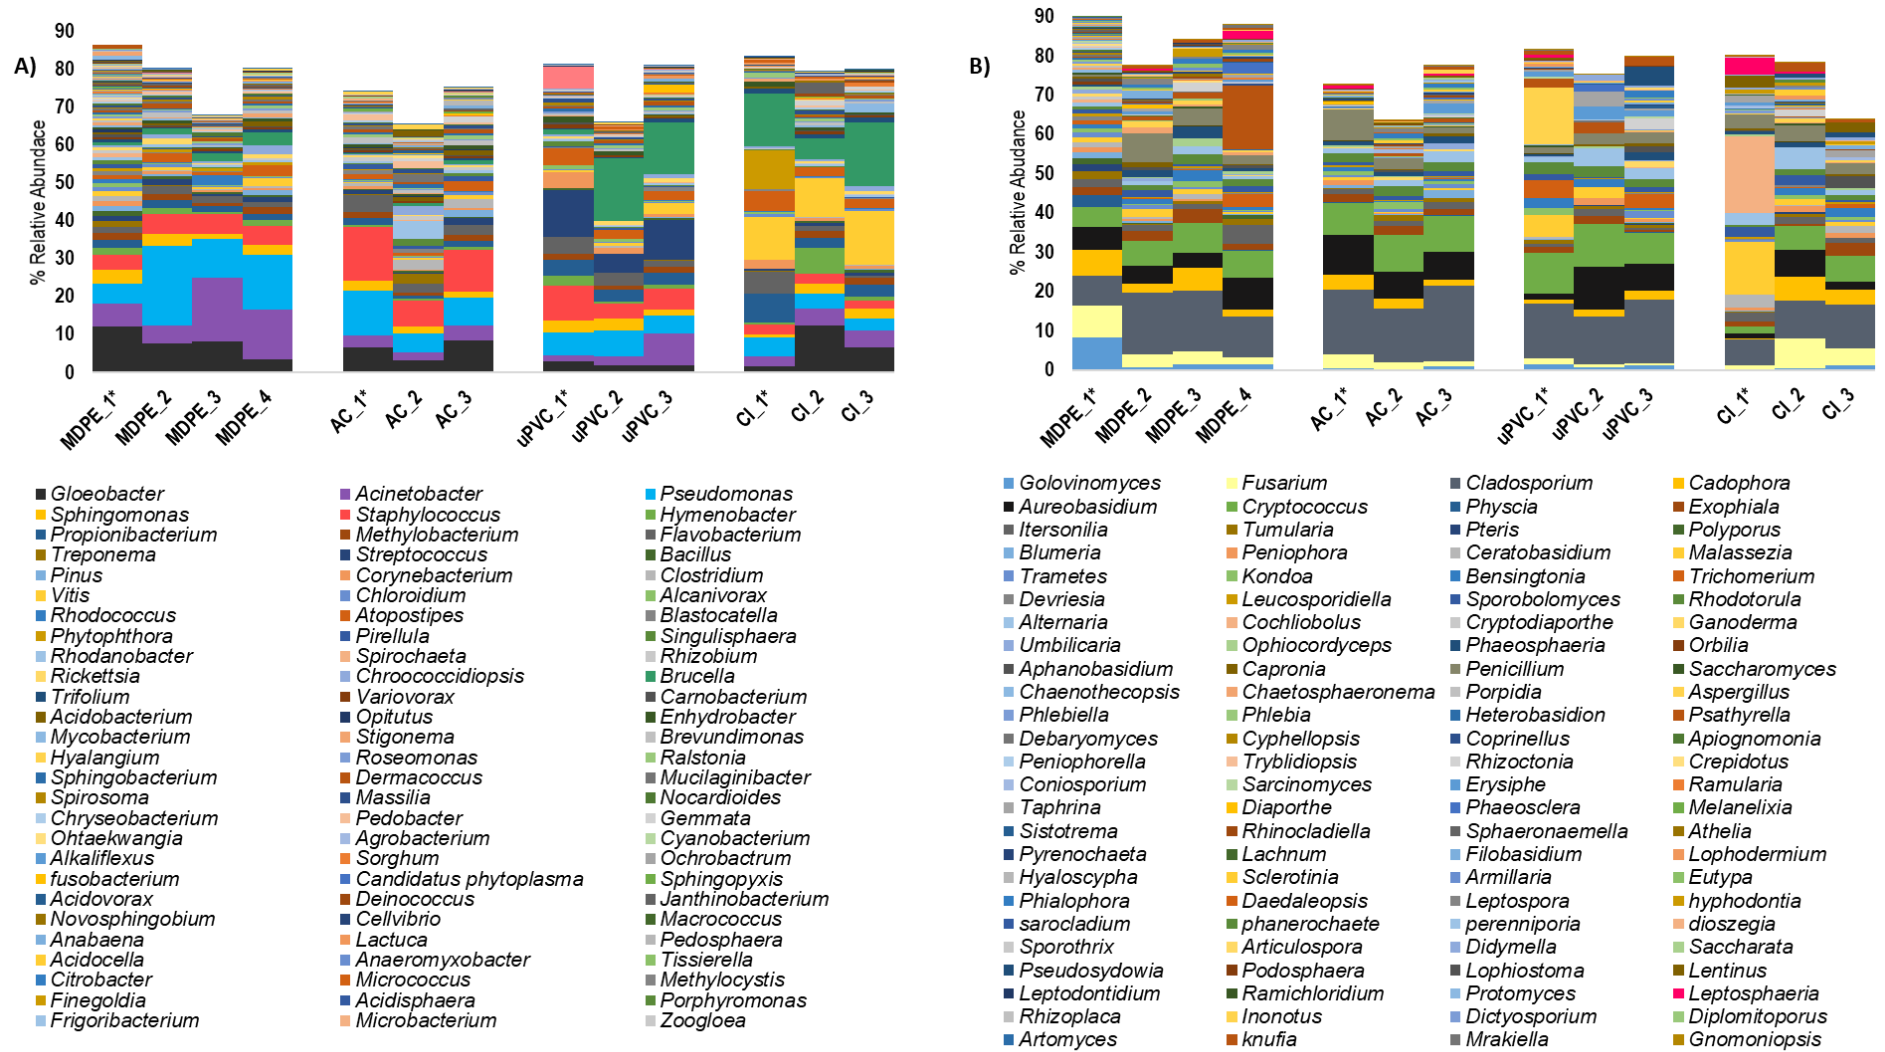 A)
% Relative Abundace
90
80
70
60
50
40
30
20
10
0
MDPE_1*
MDPE_2
MDPE_3
MDPE_4
AC_1*
AC_2
AC_3
uPVC_1*
uPVC_2
uPVC_3
CI_1*
CI_2
CI_3
Gloeobacter Acinetobacter Pseudomonas
Sphingomonas Staphylococcus Hymenobacter
Propionibacterium Methylobacterium Flavobacterium
Treponema Streptococcus Bacillus
Pinus Corynebacterium Clostridium
Vitis Chloroidium Alcanivorax
Rhodococcus Atopostipes Blastocatella
Phytophthora Pirellula Singulisphaera
Rhodanobacter Spirochaeta Rhizobium
Rickettsia Chroococcidiopsis Brucella
Trifolium Variovorax Carnobacterium
Acidobacterium Opitutus Enhydrobacter
Mycobacterium Stigonema Brevundimonas
Hyalangium Roseomonas Ralstonia
Sphingobacterium Dermacoccus Mucilaginibacter
Spirosoma Massilia Nocardioides
Chryseobacterium Pedobacter Gemmata
Ohtaekwangia Agrobacterium Cyanobacterium
Alkaliflexus Sorghum Ochrobactrum
fusobacterium Candidatus phytoplasma Sphingopyxis
Acidovorax Deinococcus Janthinobacterium
Novosphingobium Cellvibrio Macrococcus
Anabaena Lactuca Pedosphaera
Acidocella Anaeromyxobacter Tissierella
Citrobacter Micrococcus Methylocystis
Finegoldia Acidisphaera Porphyromonas
Frigoribacterium Microbacterium Zoogloea
B)
% Relative Abudance
90
80
70
60
50
40
30
20
10
0
MDPE_1*
MDPE_2
MDPE_3
MDPE_4
AC_1*
AC_2
AC_3
uPVC_1*
uPVC_2
uPVC_3
CI_1*
CI_2
CI_3
Golovinomyces Fusarium Cladosporium Cadophora
Aureobasidium Cryptococcus Physcia Exophiala
Itersonilia Tumularia Pteris Polyporus
Blumeria Peniophora Ceratobasidium Malassezia
Trametes Kondoa Bensingtonia Trichomerium
Devriesia Leucosporidiella Sporobolomyces Rhodotorula
Alternaria Cochliobolus Cryptodiaporthe Ganoderma
Umbilicaria Ophiocordyceps Phaeosphaeria Orbilia
Aphanobasidium Capronia Penicillium Saccharomyces
Chaenothecopsis Chaetosphaeronema Porpidia Aspergillus
Phlebiella Phlebia Heterobasidion Psathyrella
Debaryomyces Cyphellopsis Coprinellus Apiognomonia
Peniophorella Tryblidiopsis Rhizoctonia Crepidotus
Coniosporium Sarcinomyces Erysiphe Ramularia
Taphrina Diaporthe Phaeosclera Melanelixia
Sistotrema Rhinocladiella Sphaeronaemella Athelia
Pyrenochaeta Lachnum Filobasidium Lophodermium
Hyaloscypha Sclerotinia Armillaria Eutypa
Phialophora Daedaleopsis Leptospora hyphodontia
sarocladium phanerochaete perenniporia dioszegia
Sporothrix Articulospora Didymella Saccharata
Pseudosydowia Podosphaera Lophiostoma Lentinus
Leptodontidium Ramichloridium Protomyces Leptosphaeria
Rhizoplaca Inonotus Dictyosporium Diplomitoporus
Artomyces knufia Mrakiella Gnomoniopsis